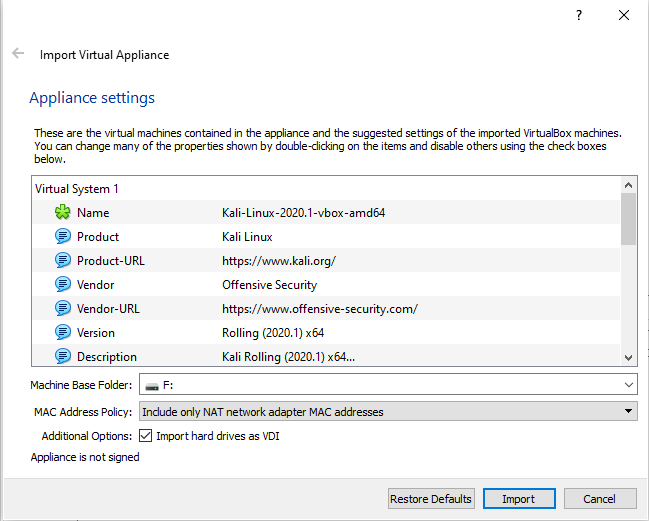 ?
Import Virtual Appliance
Appliance settings
These are the virtual machines contained in the appliance and the suggested settings of the imported VirtualBox machines.
You can change many of the properties shown by double-clicking on the items and disable others using the check boxes
below.
Virtual System 1
Name Kali-Linux-2020.1-vbox-amd64
Product Kali Linux
Product-URL https://www.kali.org/
Vendor Offensive Security
Vendor-URL https://www.offensive-security.com/
Version Rolling (2020.1) x64
Description Kali Rolling (2020.1) x64...
Machine Base Folder: F:
MAC Address Policy: Include only NAT network adapter MAC addresses
Additional Options: Import hard drives as VDI
Appliance is not signed
Restore Defaults Import Cancel